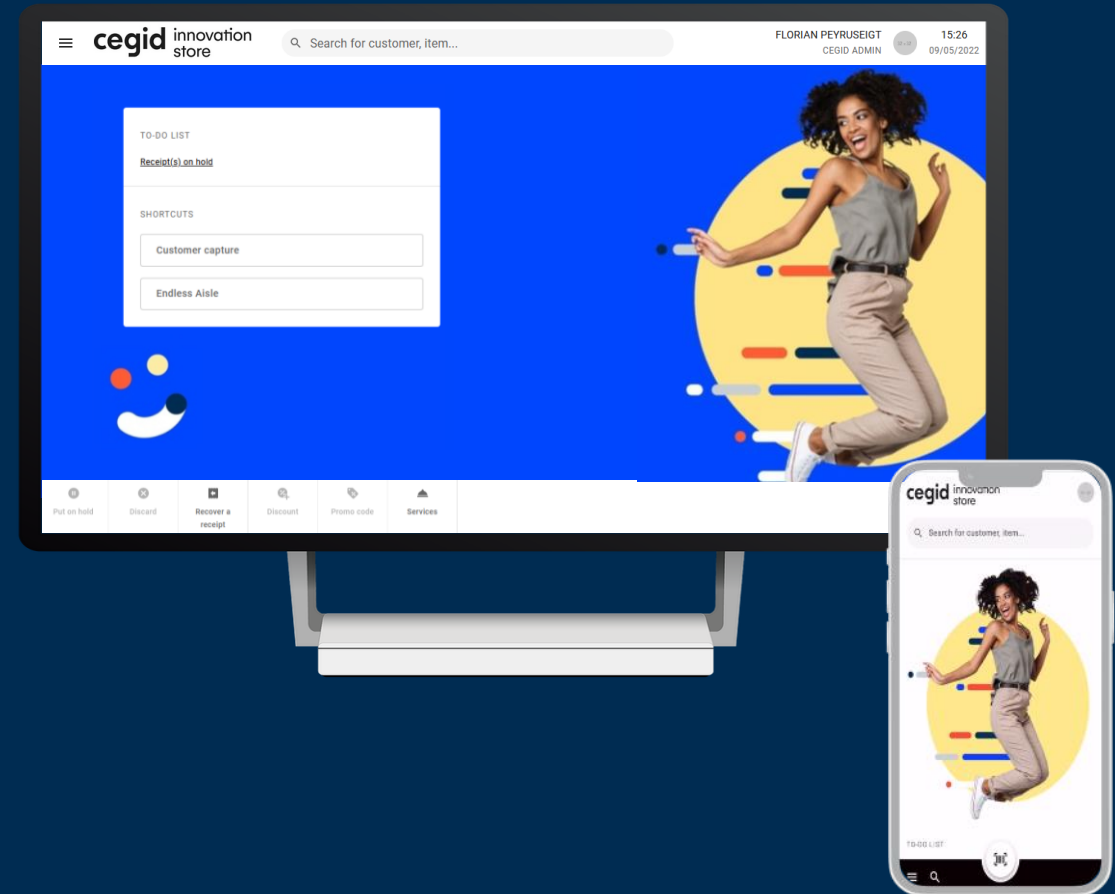 cegid innovation
store
Search for customer, item...
FLORIAN PEYRUSEIGT
CEGID ADMIN
15:26
09/05/2022
TO-DO LIST
Receipt(s) on hold
SHORTCUTS
Customer capture
Endless Aisle
Put on hold
Discard
Recover a
receipt
Discount
Promo code
Services
cegid innovation
store
Search for customer, item...
TO-DO LIST